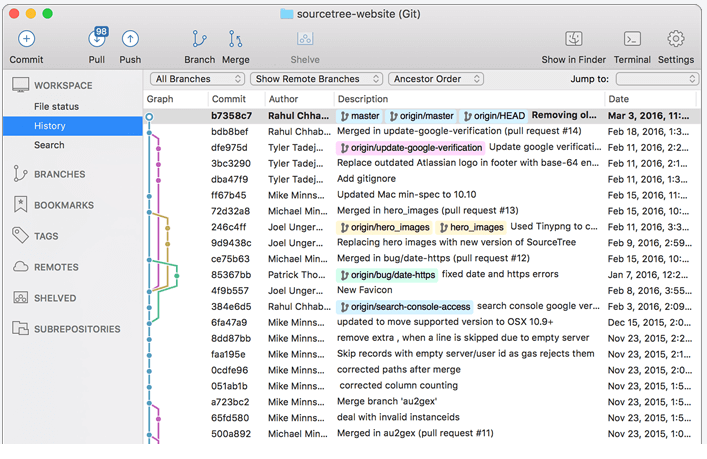 sourcetree-website (Git)
98
Commit Pull Push Branch Merge Shelve Show in Finder Terminal Settings
All Branches Show Remote Branches Ancestor Order Jump to:
WORKSPACE
File status
History
Search
BRANCHES
BOOKMARKS
TAGS
REMOTES
SHELVED
SUBREPOSITORIES
Graph Commit Author Description Date
b7358c7 Rahul Chha... master origin/master origin/HEAD Removing ol... Mar 3, 2016, 11:...
bdb8bef Rahul Chhab... Merged in update-google-verification (pull request #14) Feb 18, 2016, 1:3...
dfe975d Tyler Tadej... origin/update-google-verification Update google verificati... Feb 11, 2016, 2:2...
3bc3290 Tyler Tadej... Replace outdated Atlassian logo in footer with base-64 en... Feb 11, 2016, 2:1...
dba47f9 Tyler Tadej... Add gitignore Feb 11, 2016, 1:3...
ff67b45 Mike Minns... Updated Mac min-spec to 10.10 Feb 15, 2016, 11:...
72d32a8 Michael Min... Merged in hero_images (pull request #13) Feb 15, 2016, 10:...
246c4ff Joel Unger... origin/hero_images hero_images Used Tinypng to c... Feb 11, 2016, 3:3...
9d9438c Joel Unger... Replacing hero images with new version of SourceTree Feb 9, 2016, 2:59...
ce75b63 Michael Min... Merged in bug/date-https (pull request #12) Feb 15, 2016, 10:...
85367bb Patrick Tho... origin/bug/date-https fixed date and https errors Jan 7, 2016, 12:2...
4f9b557 Joel Unger... New Favicon Feb 8, 2016, 3:55...
384e6d5 Rahul Chhab... origin/search-console-access search console google ver... Feb 3, 2016, 2:09...
6fa47a9 Mike Minns... updated to move supported version to OSX 10.9+ Dec 15, 2015, 2:0...
8dd87bb Mike Minns... remove extra , when a line is skipped due to empty server Nov 23, 2015, 2:2...
faa195e Mike Minns... Skip records with empty server/user id as gas rejects them Nov 23, 2015, 2:1...
0cdfe96 Mike Minns... corrected paths after merge Nov 23, 2015, 2:0...
051ab1b Mike Minns... corrected column counting Nov 23, 2015, 1:5...
a723bc2 Mike Minns... Merge branch 'au2gex' Nov 23, 2015, 1:5...
65fd580 Mike Minns... deal with invalid instanceids Nov 23, 2015, 1:5...
500a892 Michael Min... Merged in au2gex (pull request #11) Nov 23, 2015, 1:5...